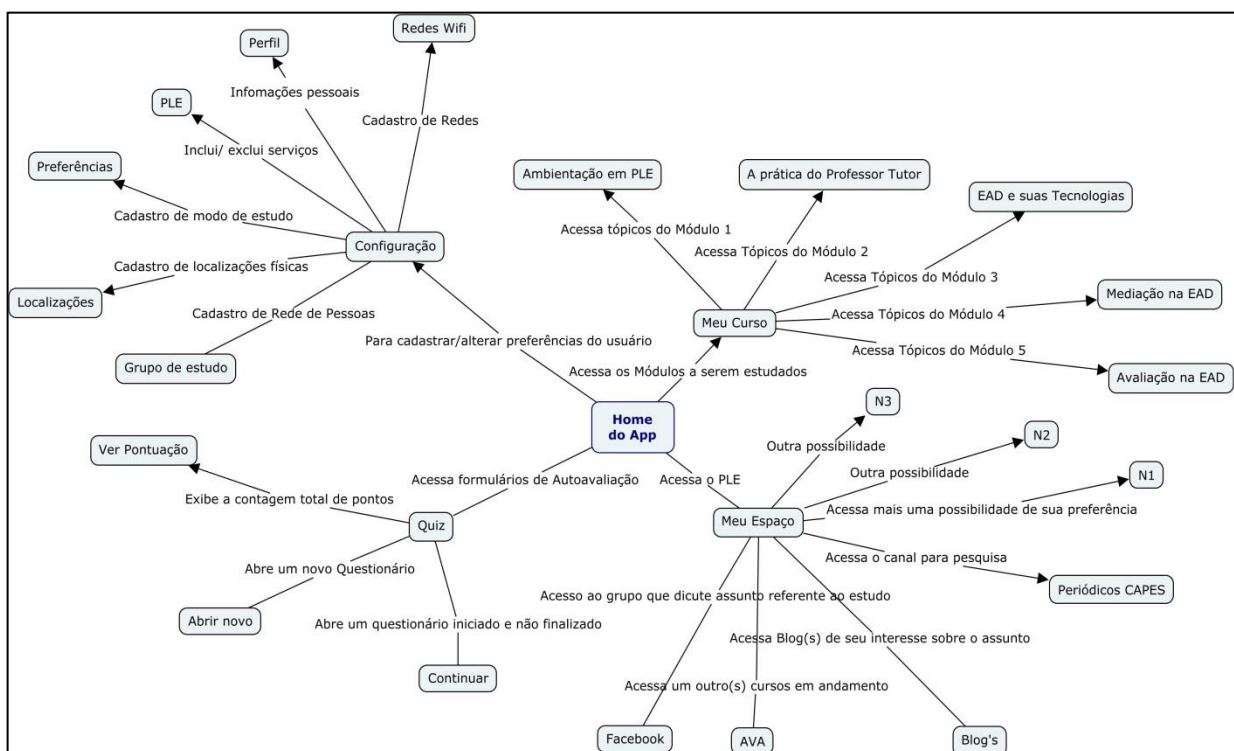 Redes Wifi
Perfil
Infomações pessoais
PLE
Cadastro de Redes
Inclui/ exclui serviços
Preferências
Cadastro de modo de estudo
Configuração
Cadastro de localizações físicas
Localizações
Cadastro de Rede de Pessoas
Grupo de estudo
Para cadastrar/alterar preferências do usuário
Ambientação em PLE
A prática do Professor Tutor
EAD e suas Tecnologias
Acessa tópicos do Módulo 1
Acessa Tópicos do Módulo 2
Acessa Tópicos do Módulo 3
Mediação na EAD
Acessa Tópicos do Módulo 4
Meu Curso
Acessa Tópicos do Módulo 5
Avaliação na EAD
Acessa os Módulos a serem estudados
Home
do App
Ver Pontuação
Acessa formulários de Autoavaliação
Exibe a contagem total de pontos
Quiz
Abre um novo Questionário
Abrir novo
Abre um questionário iniciado e não finalizado
Continuar
Acessa o PLE
N3
Outra possibilidade
N2
Outra possibilidade
N1
Acessa mais uma possibilidade de sua preferência
Meu Espaço
Acessa o canal para pesquisa
Periódicos CAPES
Acesso ao grupo que dicute assunto referente ao estudo
Acessa Blog(s) de seu interesse sobre o assunto
Acessa um outro(s) cursos em andamento
Facebook
AVA
Blog's